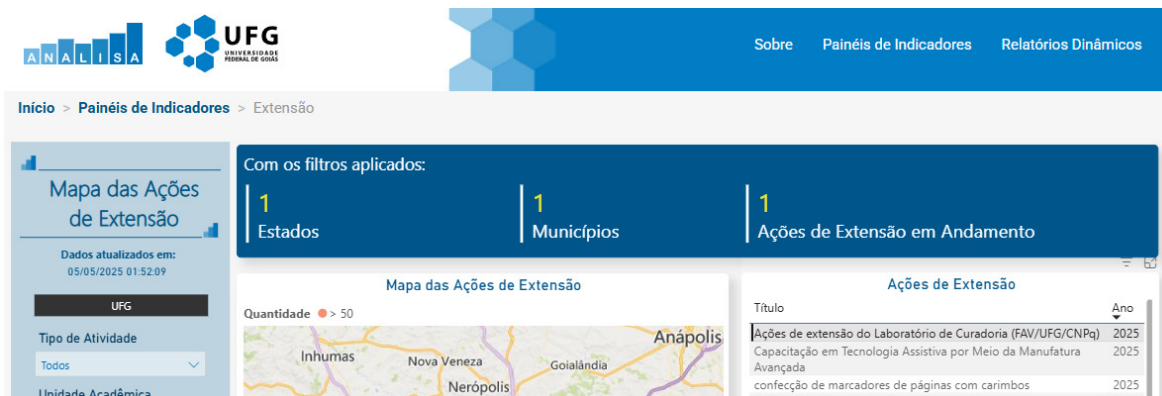 ANALISA
UFG
UNIVERSIDADE
FEDERAL DE GOIÁS
Sobre Painéis de Indicadores Relatórios Dinâmicos
Início > Painéis de Indicadores > Extensão
Mapa das Ações
de Extensão
Dados atualizados em:
05/05/2025 01:52:09
UFG
Tipo de Atividade
Todos
Unidade Acadêmica
Com os filtros aplicados:
1
Estados
1
Municípios
1
Ações de Extensão em Andamento
Mapa das Ações de Extensão
Quantidade > 50
Anápolis
Inhumas
Nova Veneza
Goialândia
Nerópolis
Ações de Extensão
Título Ano
Ações de extensão do Laboratório de Curadoria (FAV/UFG/CNPq) 2025
Capacitação em Tecnologia Assistiva por Meio da Manufatura 2025
Avançada
confecção de marcadores de páginas com carimbos 2025